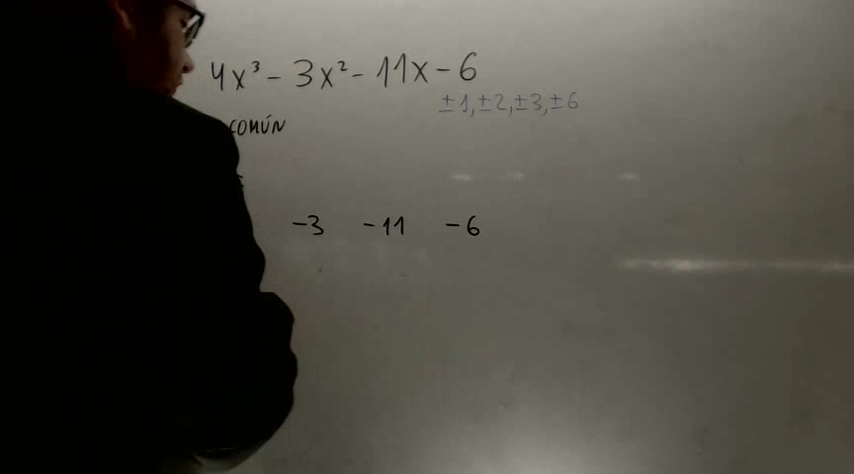 4x³ - 3x² - 11x - 6
±1, ±2, ±3, ±6
COMÚN
-3 -11 -6